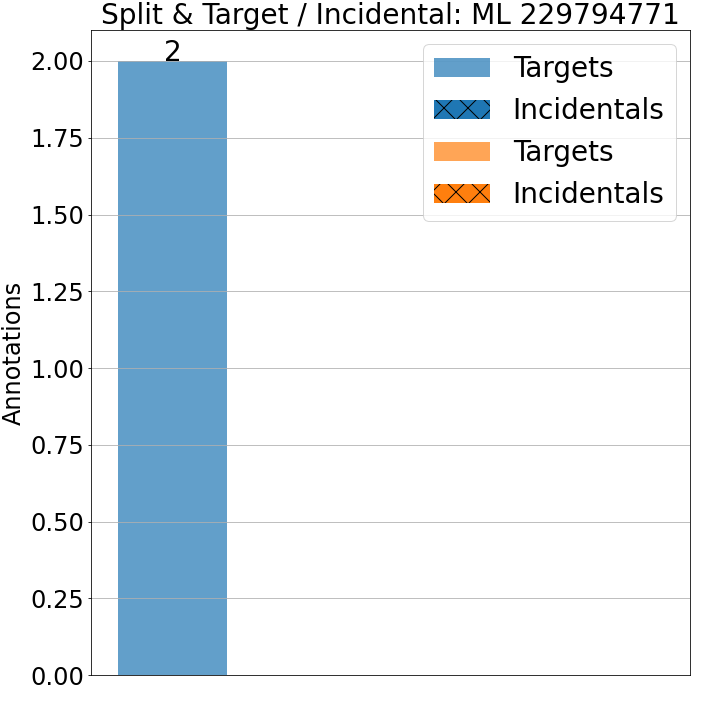 Split & Target / Incidental: ML 229794771
2
Targets
Incidentals
Targets
Incidentals
Annotations
2.00
1.75
1.50
1.25
1.00
0.75
0.50
0.25
0.00